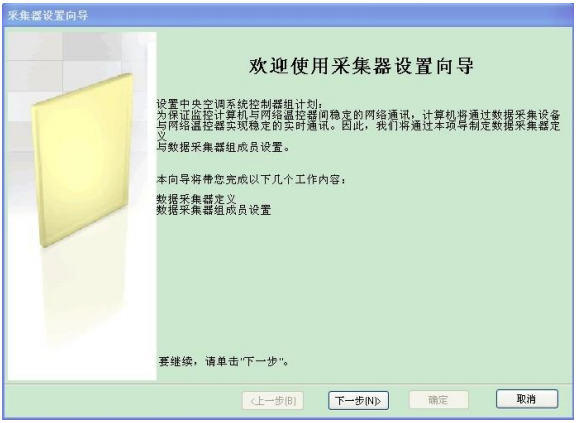 采集器设置向导
欢迎使用采集器设置向导
设置中央空调系统控制器组计划:
为保证监控计算机与网络温控器间稳定的网络通讯，计算机将通过数据采集设备
与网络温控器实现稳定的实时通讯。因此，我们将通过本项导制定数据采集器定
义
与数据采集器组成员设置。
本向导将带您完成以下几个工作内容:
数据采集器定义
数据采集器组成员设置
要继续，请单击"下一步"。
<上一步(B)
下一步(N)>
确定
取消